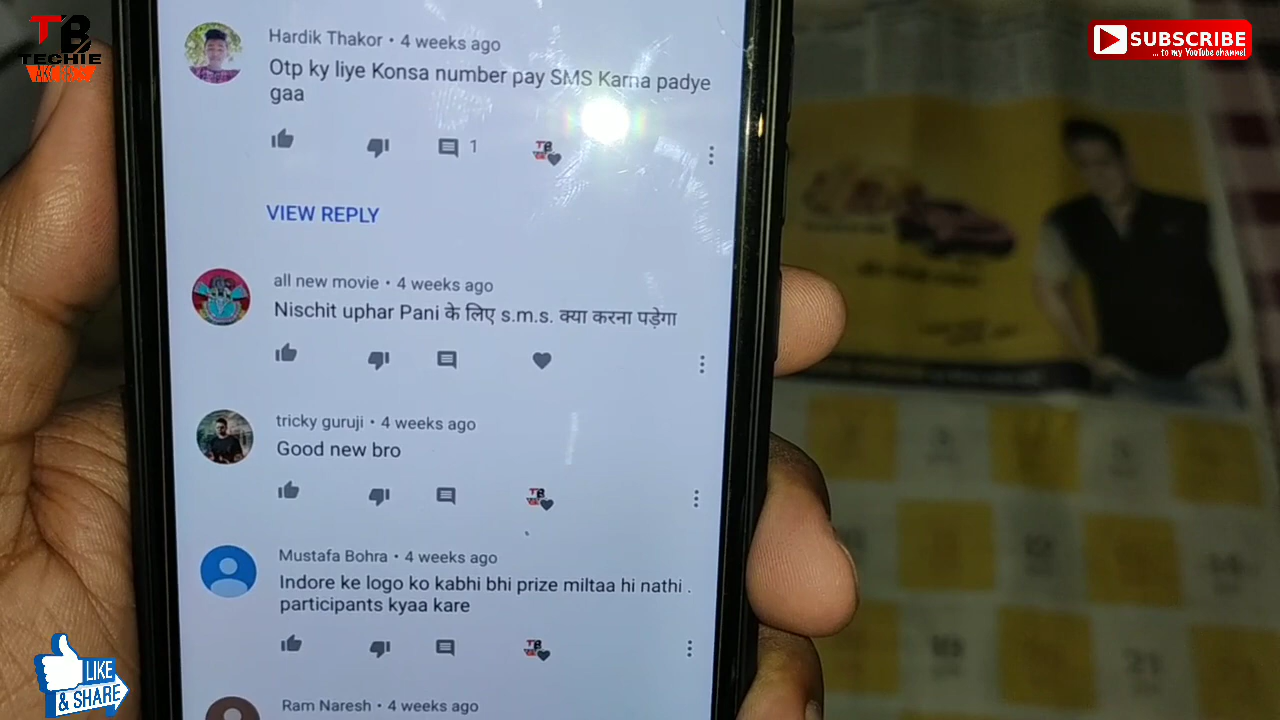 TB
TECHIE
SUBSCRIBE
... to my YouTube channel
Hardik Thakor • 4 weeks ago
Otp ky liye Konsa number pay SMS Karna padye
gaa
1
VIEW REPLY
all new movie • 4 weeks ago
Nischit uphar Pani के लिए s.m.s. क्या करना पड़ेगा
tricky guruji • 4 weeks ago
Good new bro
Mustafa Bohra • 4 weeks ago
Indore ke logo ko kabhi bhi prize miltaa hi nathi .
participants kyaa kare
Ram Naresh • 4 weeks ago
LIKE
& SHARE